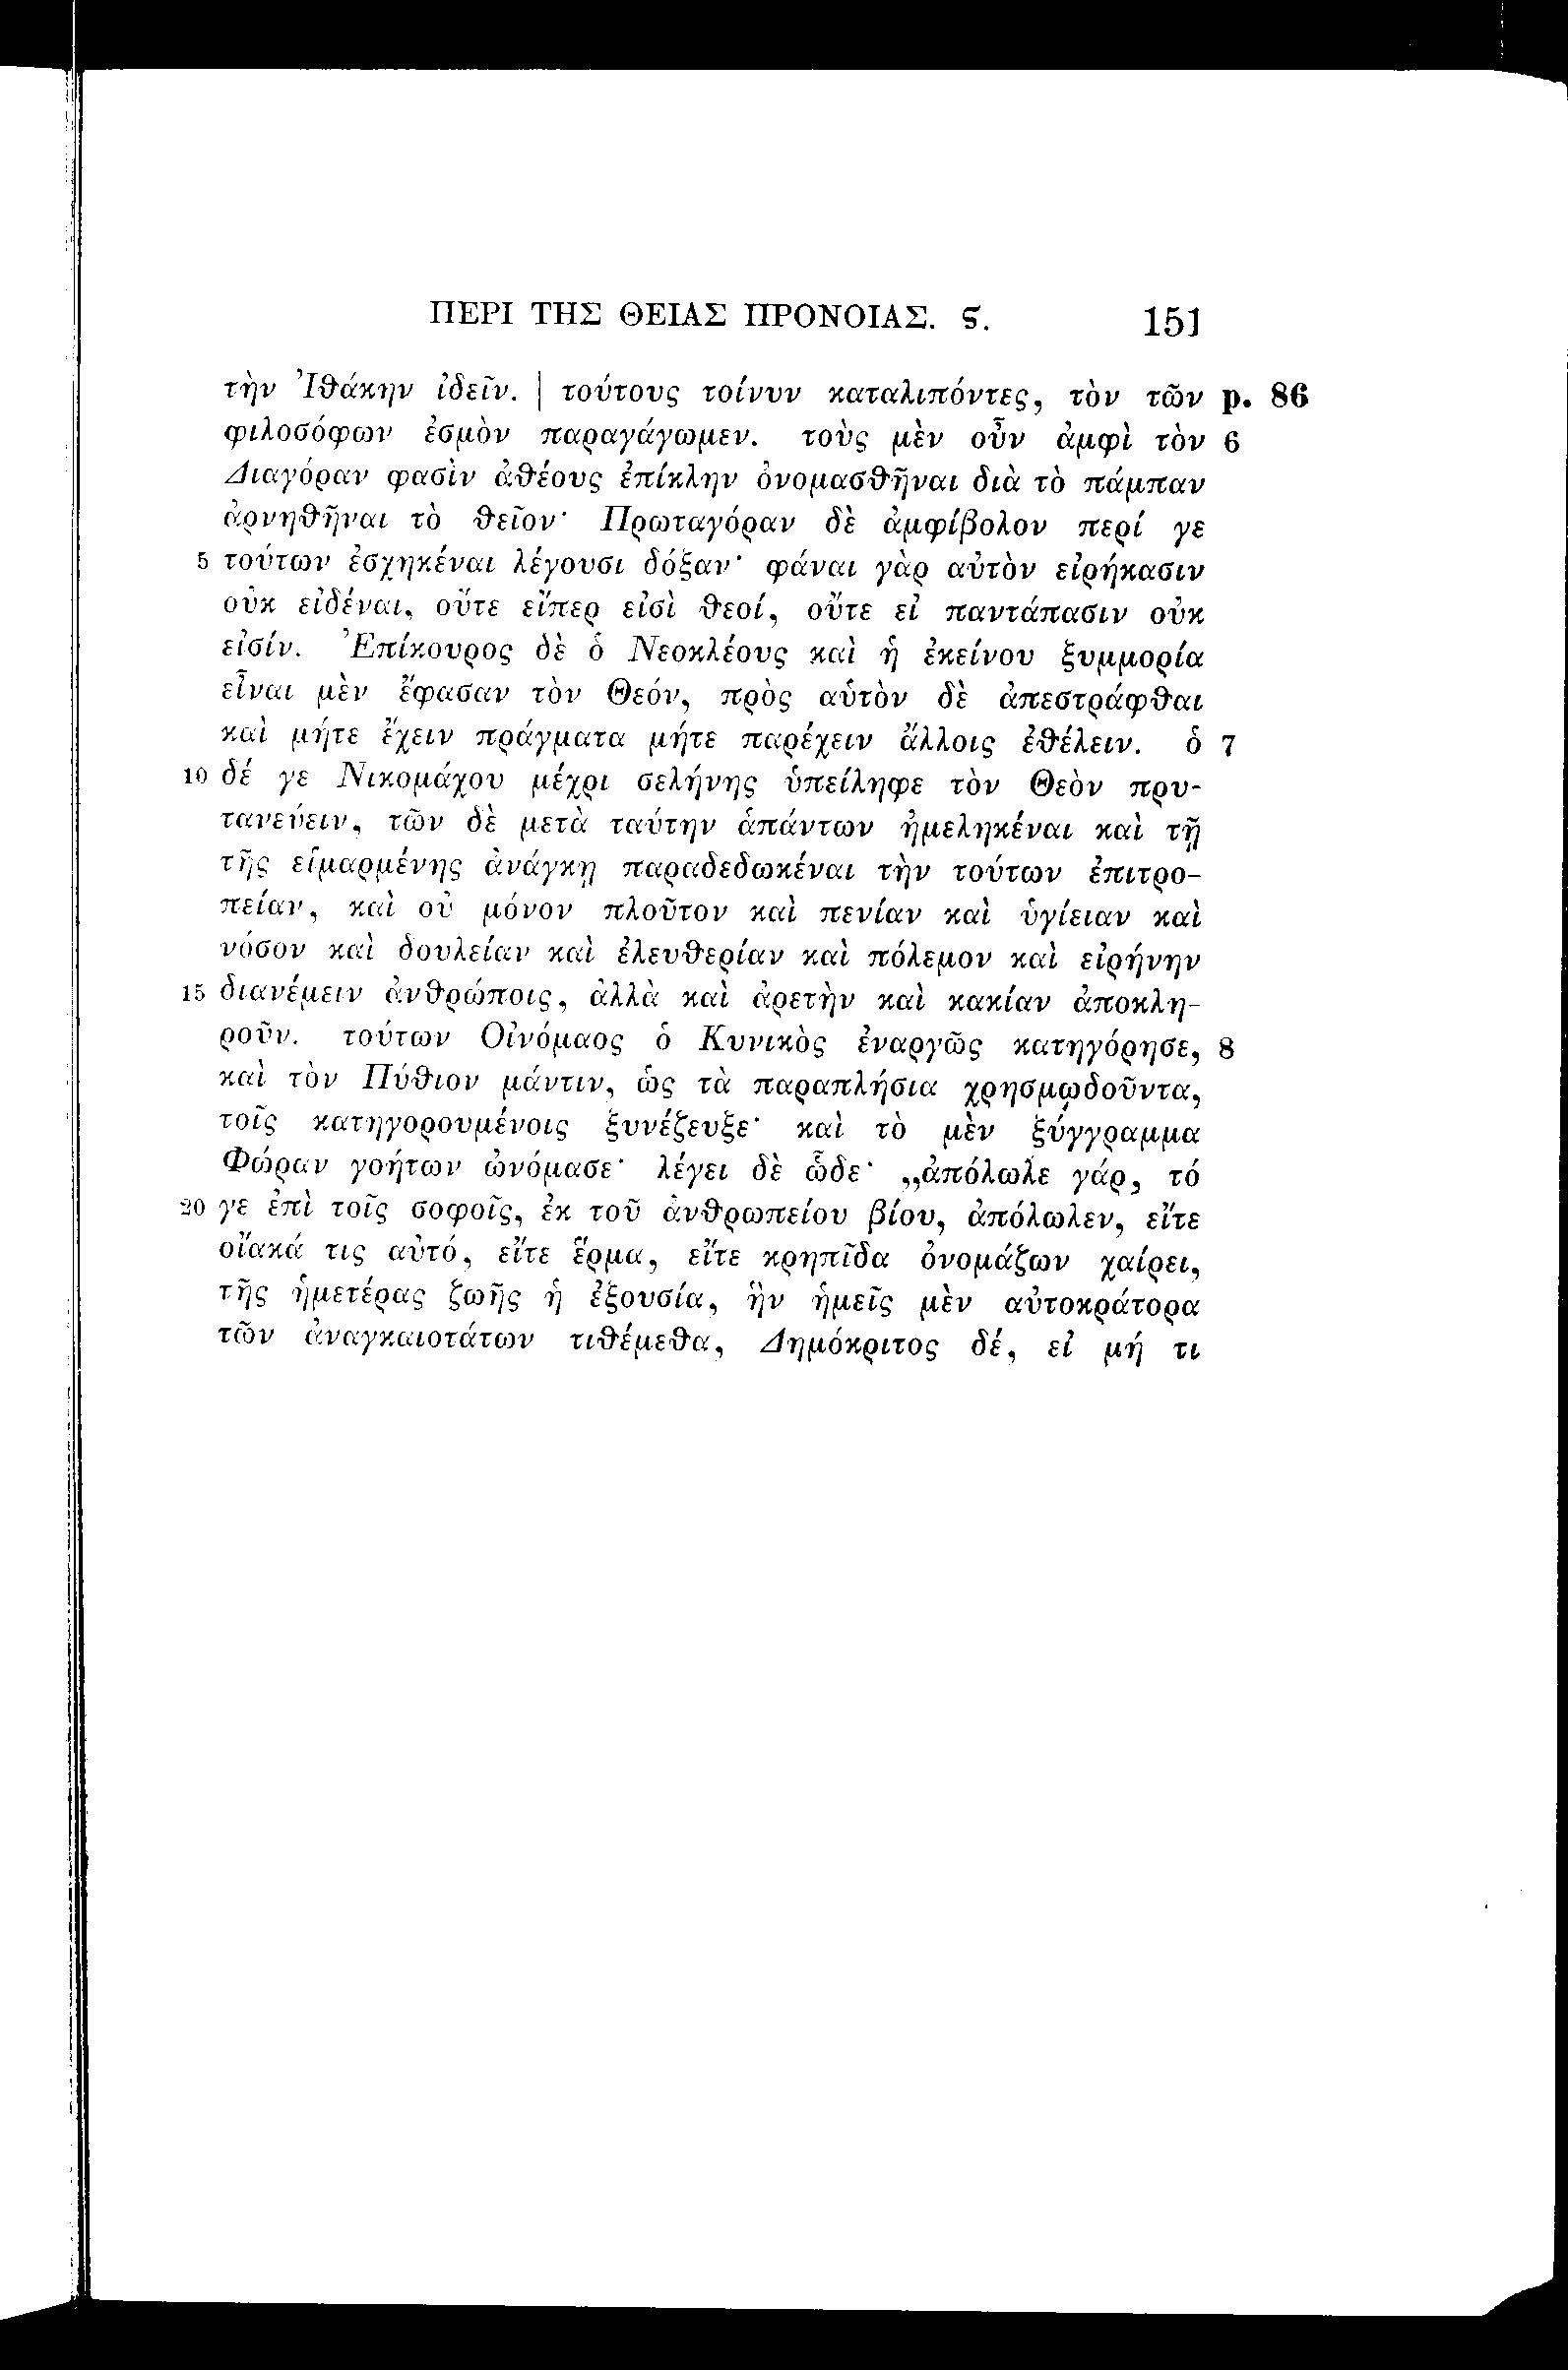 ΠΕΡΙ ΤΗΣ ΘΕΙΑΣ ΠΡΟΝΟΙΑΣ. ϛ. 151
τὴν Ἰθάκην ἰδεῖν. | τούτους τοίνυν καταλιπόντες, τὸν τῶν p. 86
φιλοσόφων ἑσμὸν παραγάγωμεν. τοὺς μὲν οὖν ἀμφὶ τὸν 6
Διαγόραν φασὶν ἀθέους ἐπίκλην ὀνομασθῆναι διὰ τὸ πάμπαν
ἀρνηθῆναι τὸ θεῖον· Πρωταγόραν δὲ ἀμφίβολον περί γε
5 τούτων ἐσχηκέναι λέγουσι δόξαν· φάναι γὰρ αὐτὸν εἰρήκασιν
οὐκ εἰδέναι, οὔτε εἴπερ εἰσὶ θεοί, οὔτε εἰ παντάπασιν οὐκ
εἰσίν. Ἐπίκουρος δὲ ὁ Νεοκλέους καὶ ἡ ἐκείνου ξυμμορία
εἶναι μὲν ἔφασαν τὸν Θεόν, πρὸς αὑτὸν δὲ ἀπεστράφθαι
καὶ μήτε ἔχειν πράγματα μήτε παρέχειν ἄλλοις ἐθέλειν. ὁ 7
10 δέ γε Νικομάχου μέχρι σελήνης ὑπείληφε τὸν Θεὸν πρυ-
τανεύειν, τῶν δὲ μετὰ ταύτην ἁπάντων ἠμεληκέναι καὶ τῇ
τῆς εἱμαρμένης ἀνάγκῃ παραδεδωκέναι τὴν τούτων ἐπιτρο-
πείαν, καὶ οὐ μόνον πλοῦτον καὶ πενίαν καὶ ὑγίειαν καὶ
νόσον καὶ δουλείαν καὶ ἐλευθερίαν καὶ πόλεμον καὶ εἰρήνην
15 διανέμειν ἀνθρώποις, ἀλλὰ καὶ ἀρετὴν καὶ κακίαν ἀποκλη-
ροῦν. τούτων Οἰνόμαος ὁ Κυνικὸς ἐναργῶς κατηγόρησε, 8
καὶ τὸν Πύθιον μάντιν, ὡς τὰ παραπλήσια χρησμῳδοῦντα,
τοῖς κατηγορουμένοις ξυνέζευξε· καὶ τὸ μὲν ξύγγραμμα
Φώραν γοήτων ὠνόμασε· λέγει δὲ ὧδε· „ἀπόλωλε γάρ, τό
20 γε ἐπὶ τοῖς σοφοῖς, ἐκ τοῦ ἀνθρωπείου βίου, ἀπόλωλεν, εἴτε
οἴακά τις αὐτό, εἴτε ἕρμα, εἴτε κρηπῖδα ὀνομάζων χαίρει,
τῆς ἡμετέρας ζωῆς ἡ ἐξουσία, ἣν ἡμεῖς μὲν αὐτοκράτορα
τῶν ἀναγκαιοτάτων τιθέμεθα, Δημόκριτος δέ, εἰ μή τι